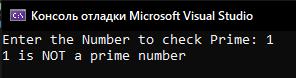 Консоль отладки Microsoft Visual Studio
Enter the Number to check Prime: 1
1 is NOT a prime number